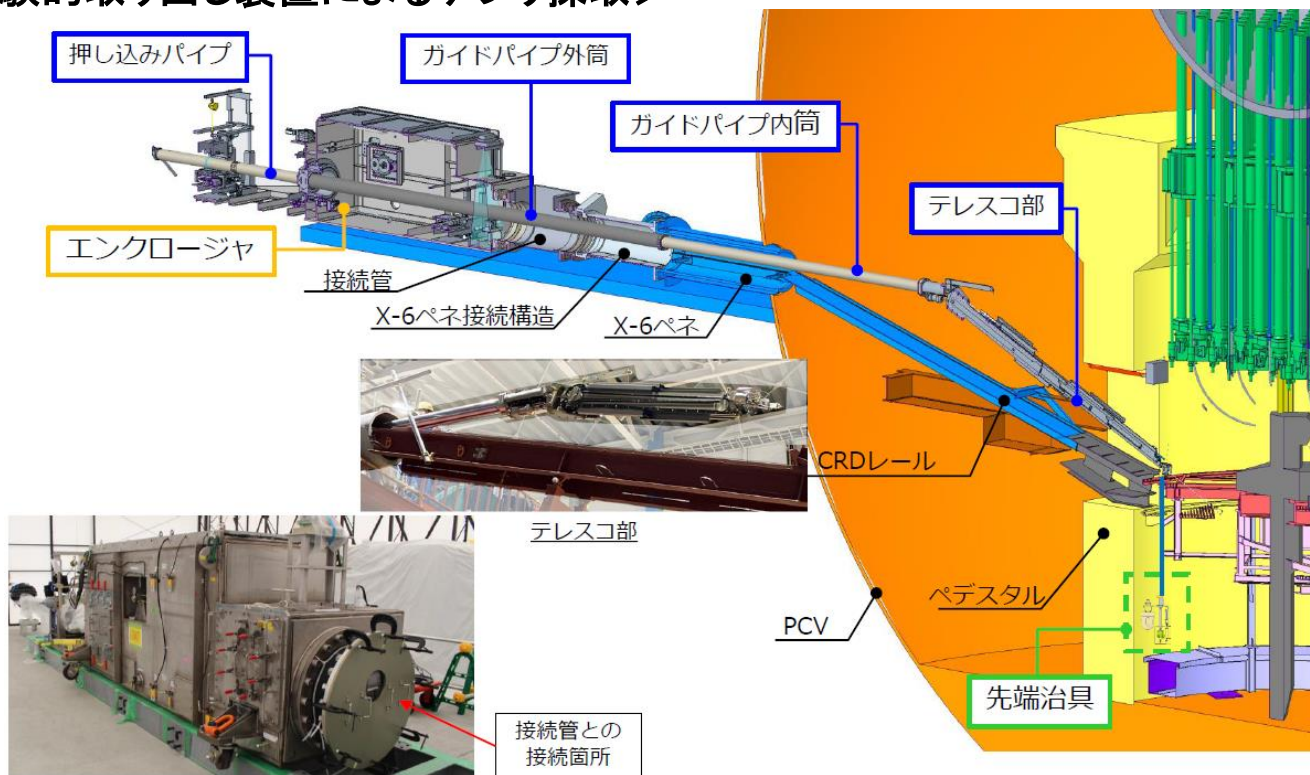 押し込みパイプ
ガイドパイプ外筒
ガイドパイプ内筒
テレスコ部
エンクロージャ
接続管
X-6ペネ接続構造
X-6ペネ
CRDレール
テレスコ部
ペデスタル
PCV
先端治具
接続管との
接続箇所